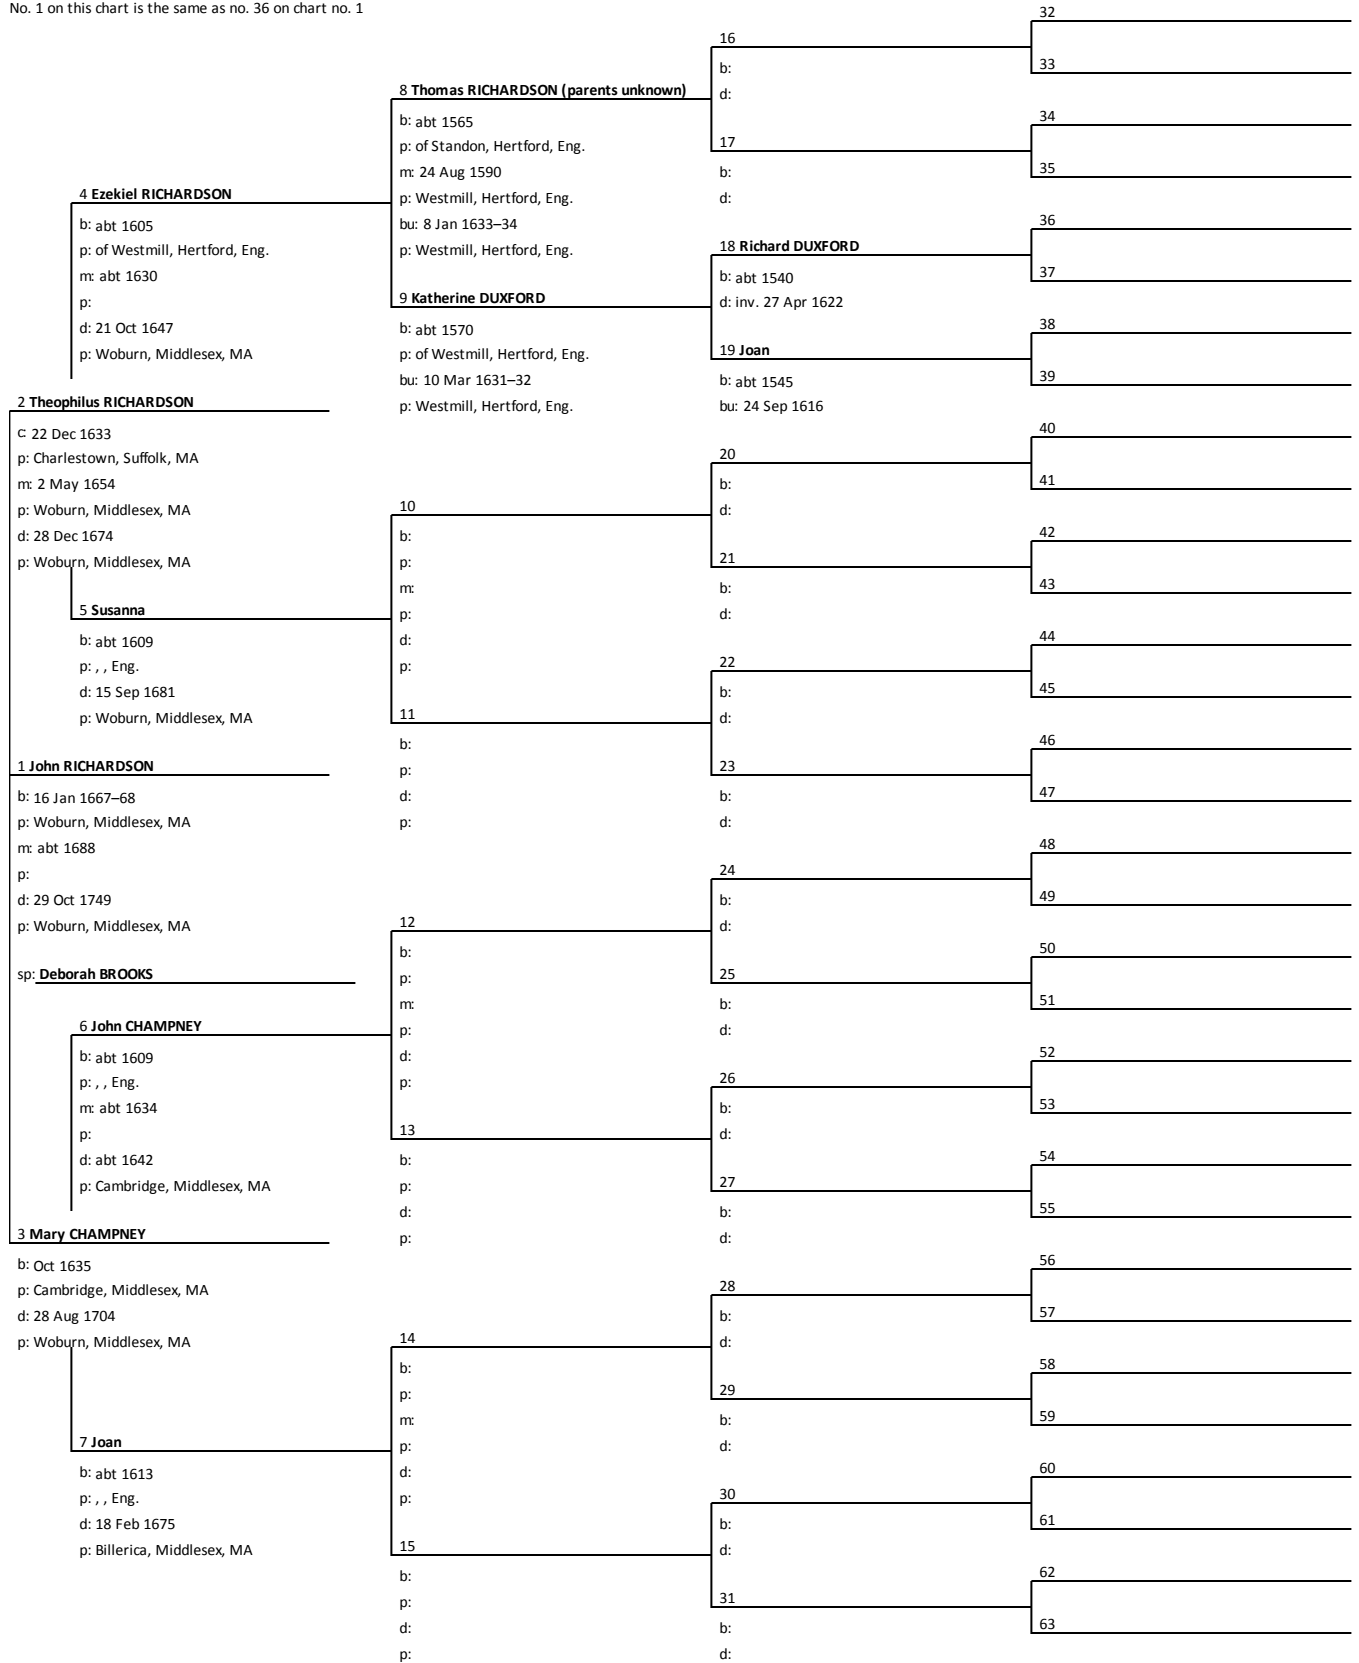 No. 1 on this chart is the same as no. 36 on chart no. 1
2 Theophilus RICHARDSON
c: 22 Dec 1633
p: Charlestown, Suffolk, MA
m: 2 May 1654
p: Woburn, Middlesex, MA
d: 28 Dec 1674
p: Woburn, Middlesex, MA
1 John RICHARDSON
b: 16 Jan 1667–68
p: Woburn, Middlesex, MA
m: abt 1688
p:
d: 29 Oct 1749
p: Woburn, Middlesex, MA
sp: Deborah BROOKS
3 Mary CHAMPNEY
b: Oct 1635
p: Cambridge, Middlesex, MA
d: 28 Aug 1704
p: Woburn, Middlesex, MA
4 Ezekiel RICHARDSON
b: abt 1605
p: of Westmill, Hertford, Eng.
m: abt 1630
p:
d: 21 Oct 1647
p: Woburn, Middlesex, MA
5 Susanna
b: abt 1609
p: , , Eng.
d: 15 Sep 1681
p: Woburn, Middlesex, MA
6 John CHAMPNEY
b: abt 1609
p: , , Eng.
m: abt 1634
p:
d: abt 1642
p: Cambridge, Middlesex, MA
7 Joan
b: abt 1613
p: , , Eng.
d: 18 Feb 1675
p: Billerica, Middlesex, MA
8 Thomas RICHARDSON (parents unknown)
b: abt 1565
p: of Standon, Hertford, Eng.
m: 24 Aug 1590
p: Westmill, Hertford, Eng.
bu: 8 Jan 1633–34
p: Westmill, Hertford, Eng.
9 Katherine DUXFORD
b: abt 1570
p: of Westmill, Hertford, Eng.
bu: 10 Mar 1631–32
p: Westmill, Hertford, Eng.
10
b:
p:
m:
p:
d:
p:
11
b:
p:
d:
p:
12
b:
p:
m:
p:
d:
p:
13
b:
p:
d:
p:
14
b:
p:
m:
p:
d:
p:
15
b:
p:
d:
p:
16
b:
d:
17
b:
d:
18 Richard DUXFORD
b: abt 1540
d: inv. 27 Apr 1622
19 Joan
b: abt 1545
bu: 24 Sep 1616
20
b:
d:
21
b:
d:
22
b:
d:
23
b:
d:
24
b:
d:
25
b:
d:
26
b:
d:
27
b:
d:
28
b:
d:
29
b:
d:
30
b:
d:
31
b:
d:
32
33
34
35
36
37
38
39
40
41
42
43
44
45
46
47
48
49
50
51
52
53
54
55
56
57
58
59
60
61
62
63